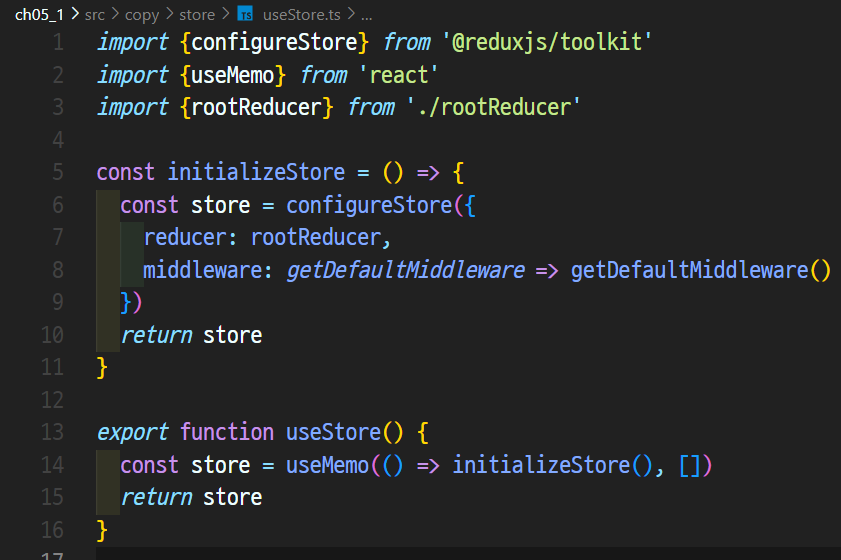 ch05_1 > src > copy > store > TS useStore.ts > ...
1 import {configureStore} from '@reduxjs/toolkit'
2 import {useMemo} from 'react'
3 import {rootReducer} from './rootReducer'
4
5 const initializeStore = () => {
6   const store = configureStore({
7     reducer: rootReducer,
8     middleware: getDefaultMiddleware => getDefaultMiddleware()
9   })
10   return store
11 }
12
13 export function useStore() {
14   const store = useMemo(() => initializeStore(), [])
15   return store
16 }
17